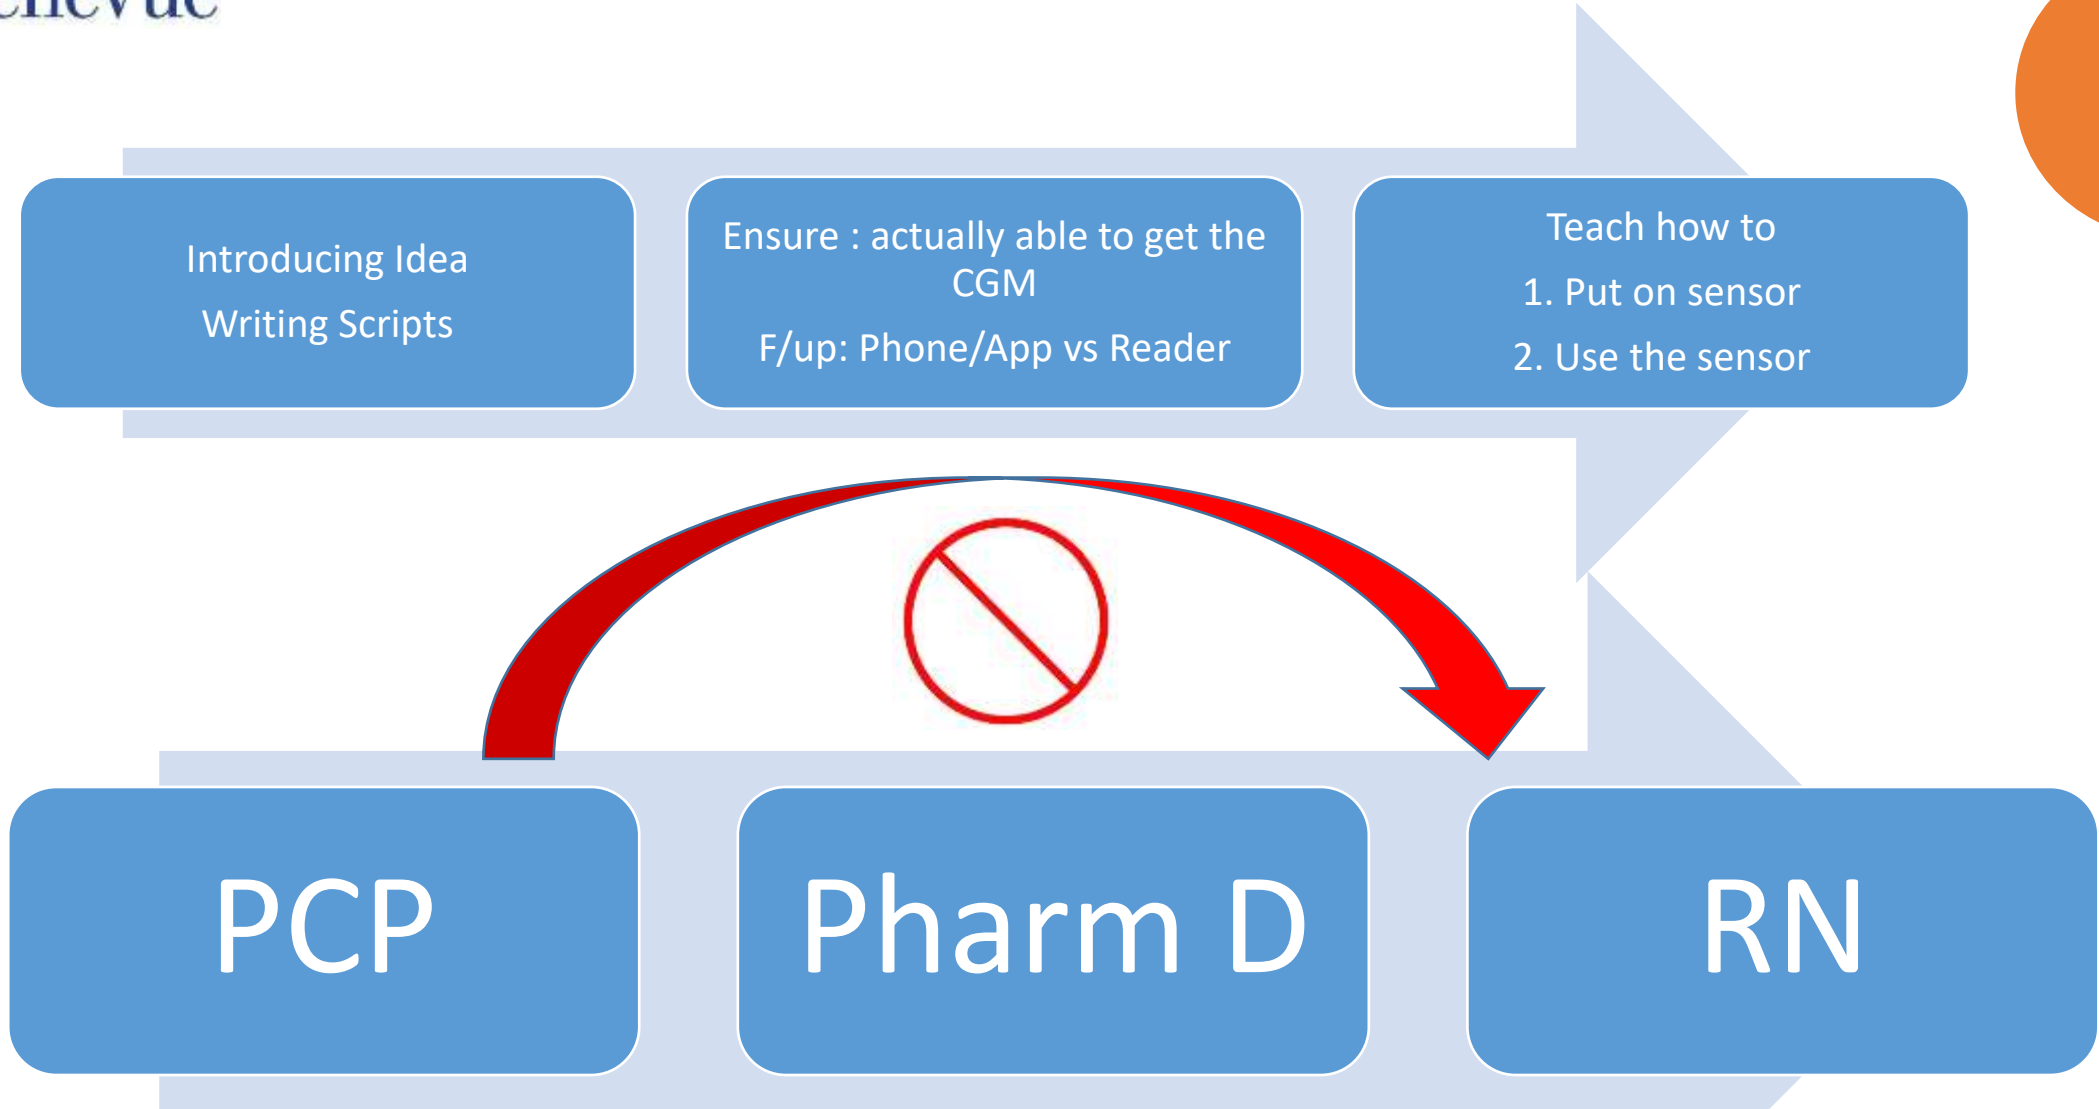 Introducing Idea
Writing Scripts
Ensure : actually able to get the
CGM
F/up: Phone/App vs Reader
Teach how to
1. Put on sensor
2. Use the sensor
PCP
Pharm D
RN